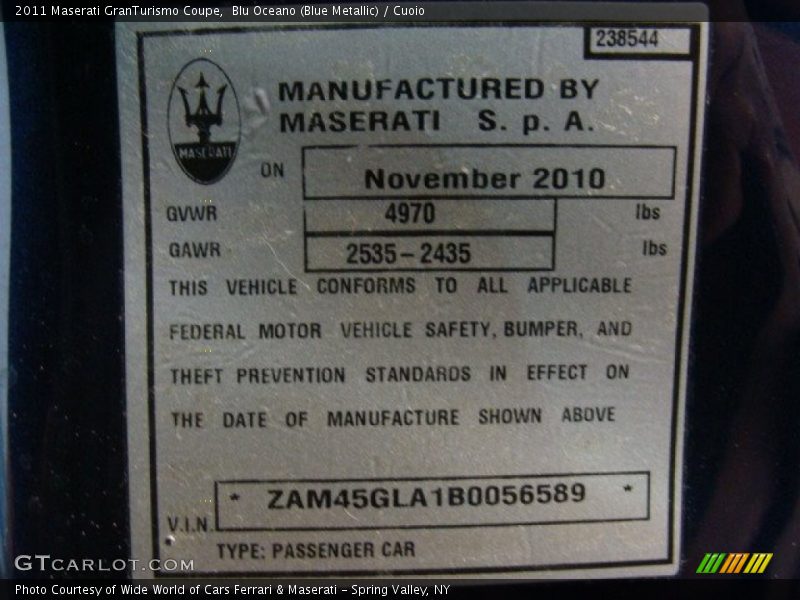 2011 Maserati GranTurismo Coupe,  Blu Oceano (Blue Metallic) / Cuoio
238544
MASERATI
MANUFACTURED BY
MASERATI S. p. A.
ON November 2010
GVWR 4970 lbs
GAWR 2535-2435 lbs
THIS VEHICLE CONFORMS TO ALL APPLICABLE
FEDERAL MOTOR VEHICLE SAFETY, BUMPER, AND
THEFT PREVENTION STANDARDS IN EFFECT ON
THE DATE OF MANUFACTURE SHOWN ABOVE
V.I.N. * ZAM45GLA1B0056589 *
TYPE: PASSENGER CAR
GTCARLOT.COM
Photo Courtesy of Wide World of Cars Ferrari & Maserati - Spring Valley, NY